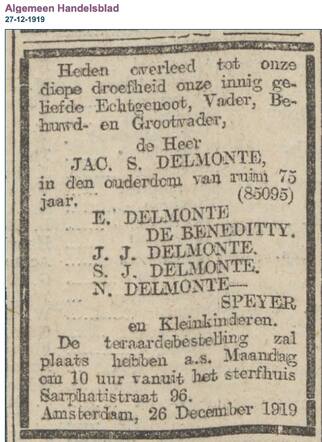 Algemeen Handelsblad
27-12-1919
Heden overleed tot onze
diepe droefheid onze innig ge-
liefde Echtgenoot, Vader, Be-
huwd- en Grootvader,
de Heer
JAC. S. DELMONTE,
in den ouderdom van ruim 75
jaar. (85095)
E. DELMONTE
DE BENEDITTY.
J. J. DELMONTE.
S. J. DELMONTE.
N. DELMONTE—
SPEYER
en Kleinkinderen.
De teraardebestelling zal
plaats hebben a.s. Maandag
om 10 uur vanuit het sterfhuis
Sarphatistraat 96.
Amsterdam, 26 December 1919